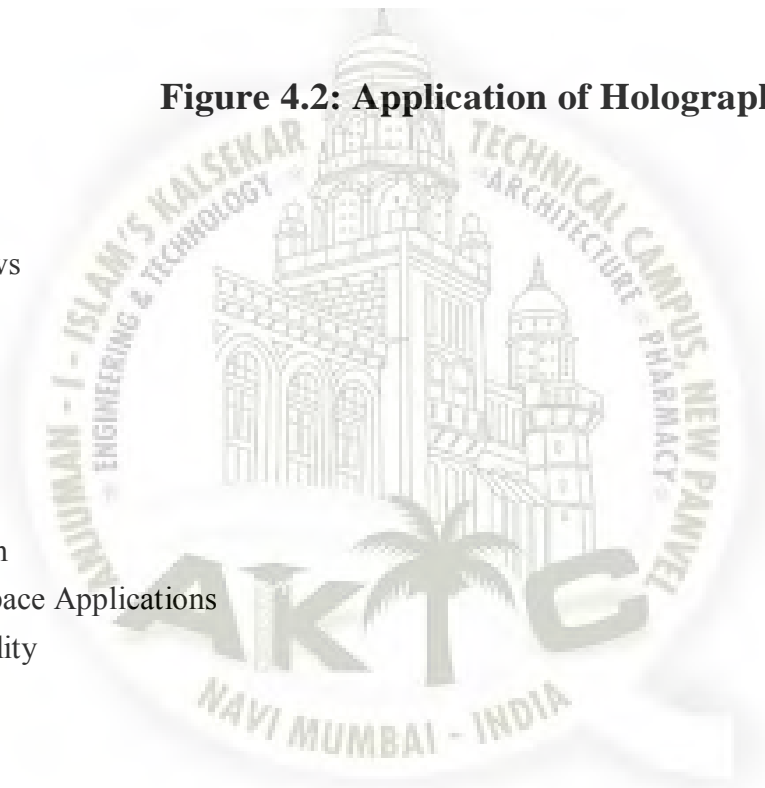 Figure 4.2: Application of Holograph
ANJUMAN - I - ISLAM'S KALSEKAR TECHNICAL CAMPUS, NEW PANVEL
ENGINEERING & TECHNOLOGY ARCHITECTURE PHARMACY
ws
n
pace Applications
lity
AKTC
NAVI MUMBAI - INDIA